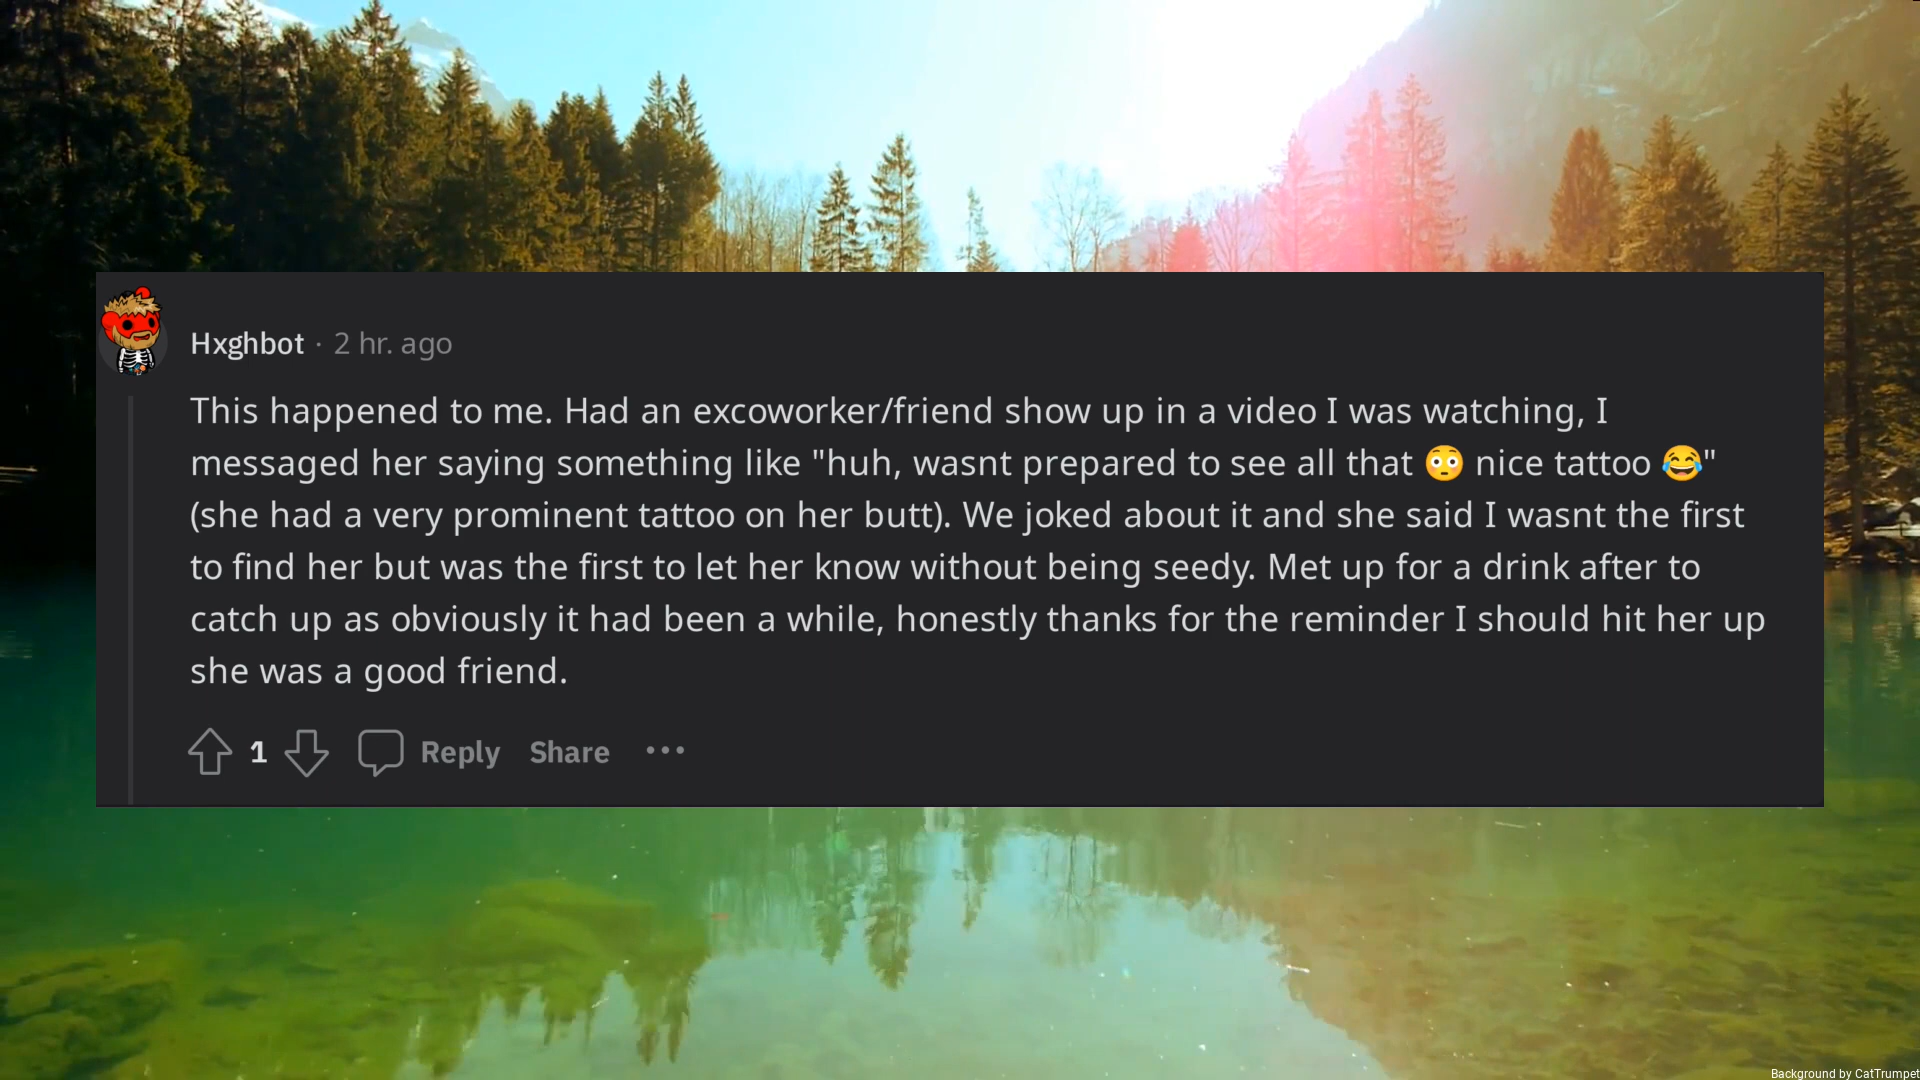 Hxghbot · 2 hr. ago
This happened to me. Had an excoworker/friend show up in a video I was watching, I
messaged her saying something like "huh, wasnt prepared to see all that 😳 nice tattoo 😂"
(she had a very prominent tattoo on her butt). We joked about it and she said I wasnt the first
to find her but was the first to let her know without being seedy. Met up for a drink after to
catch up as obviously it had been a while, honestly thanks for the reminder I should hit her up
she was a good friend.
1 Reply Share ···
Background by CatTrumpet